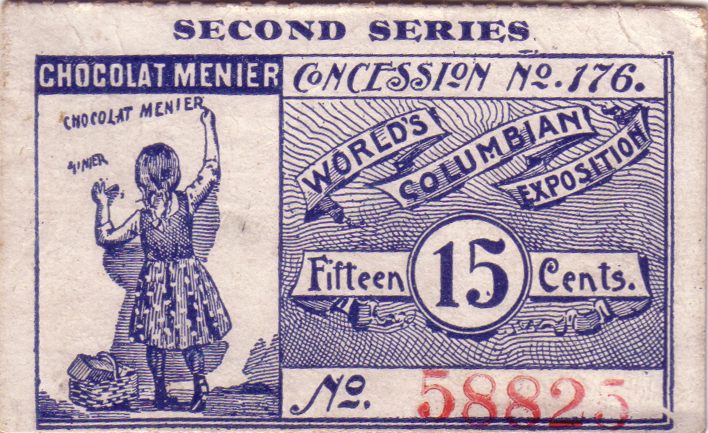 SECOND SERIES
CHOCOLAT MENIER
CONCESSION No. 176.
CHOCOLAT MENIER
WORLD'S
COLUMBIAN
EXPOSITION
Fifteen 15 Cents.
No. 58825